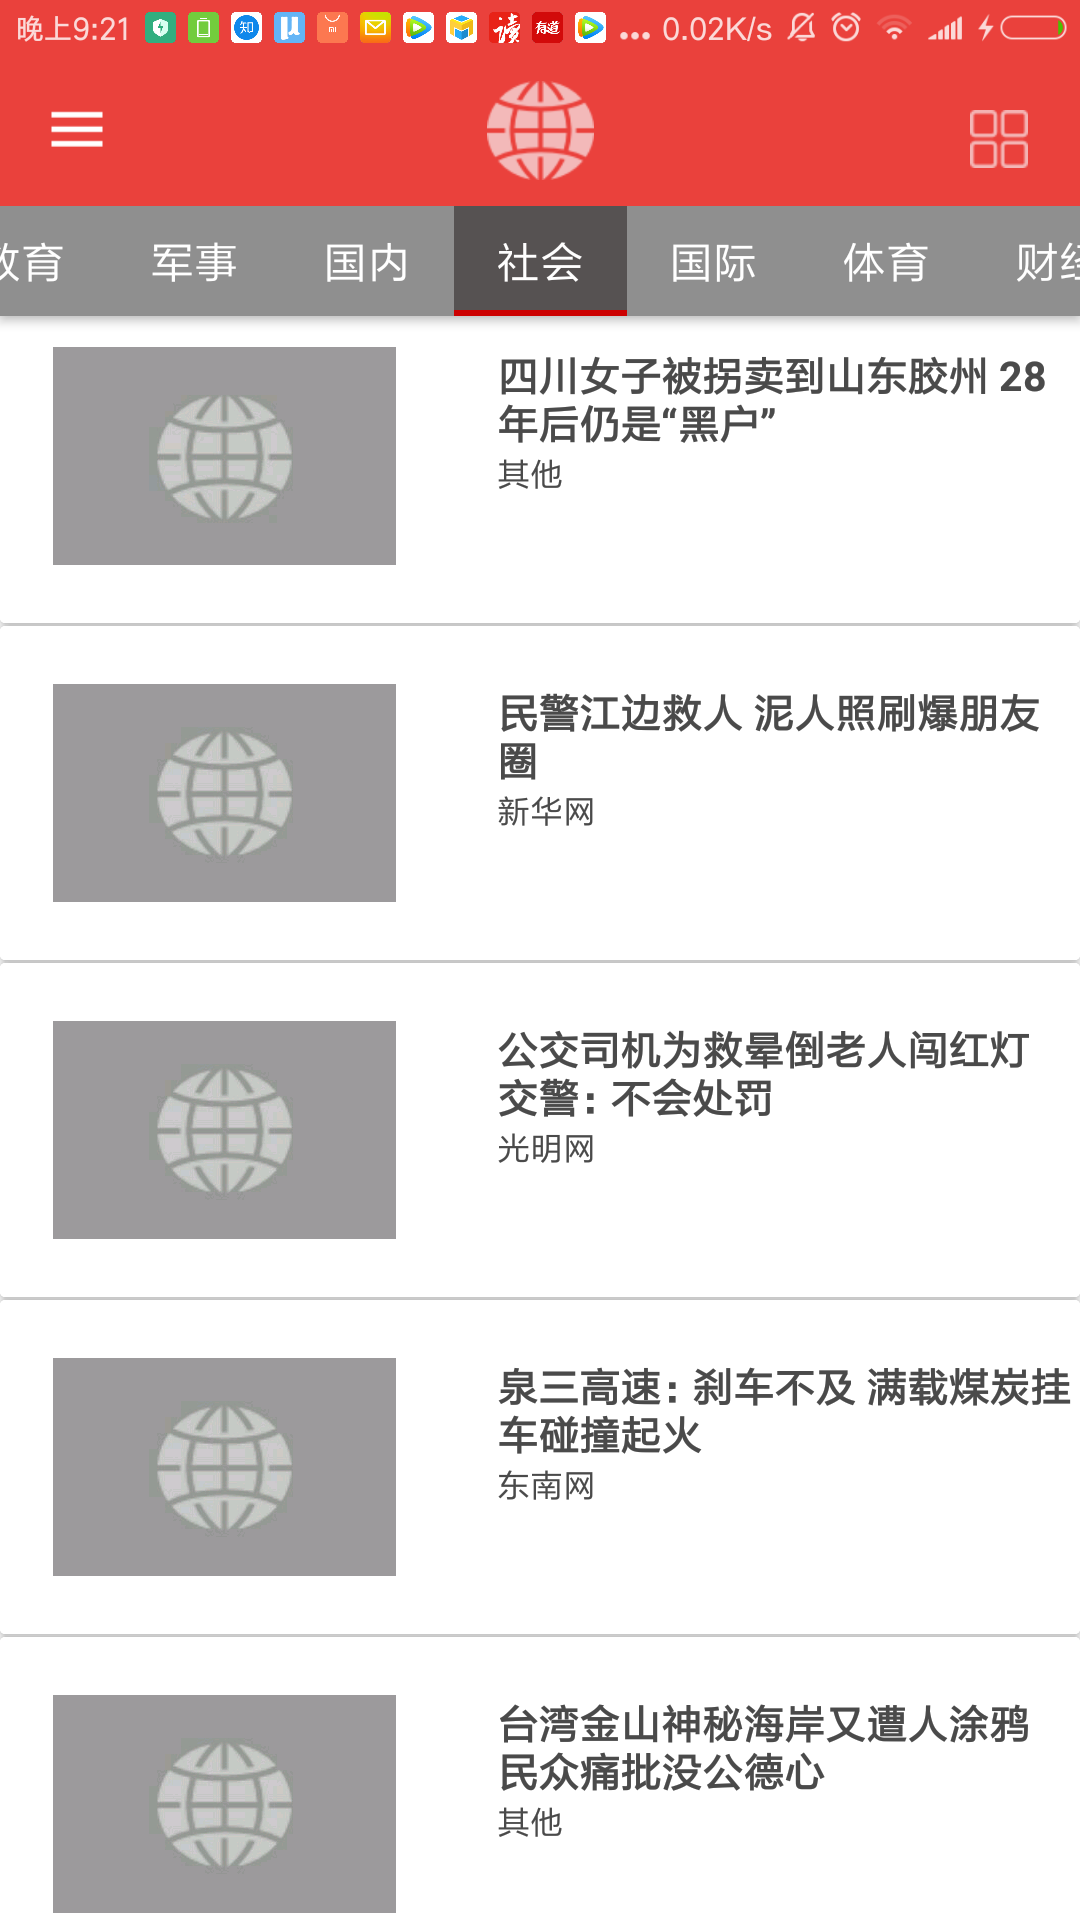 晚上9:21 知 mi 读 有道 ... 0.02K/s
教育 军事 国内 社会 国际 体育 财经
四川女子被拐卖到山东胶州 28
年后仍是“黑户”
其他
民警江边救人 泥人照刷爆朋友
圈
新华网
公交司机为救晕倒老人闯红灯
交警：不会处罚
光明网
泉三高速：刹车不及 满载煤炭挂
车碰撞起火
东南网
台湾金山神秘海岸又遭人涂鸦
民众痛批没公德心
其他